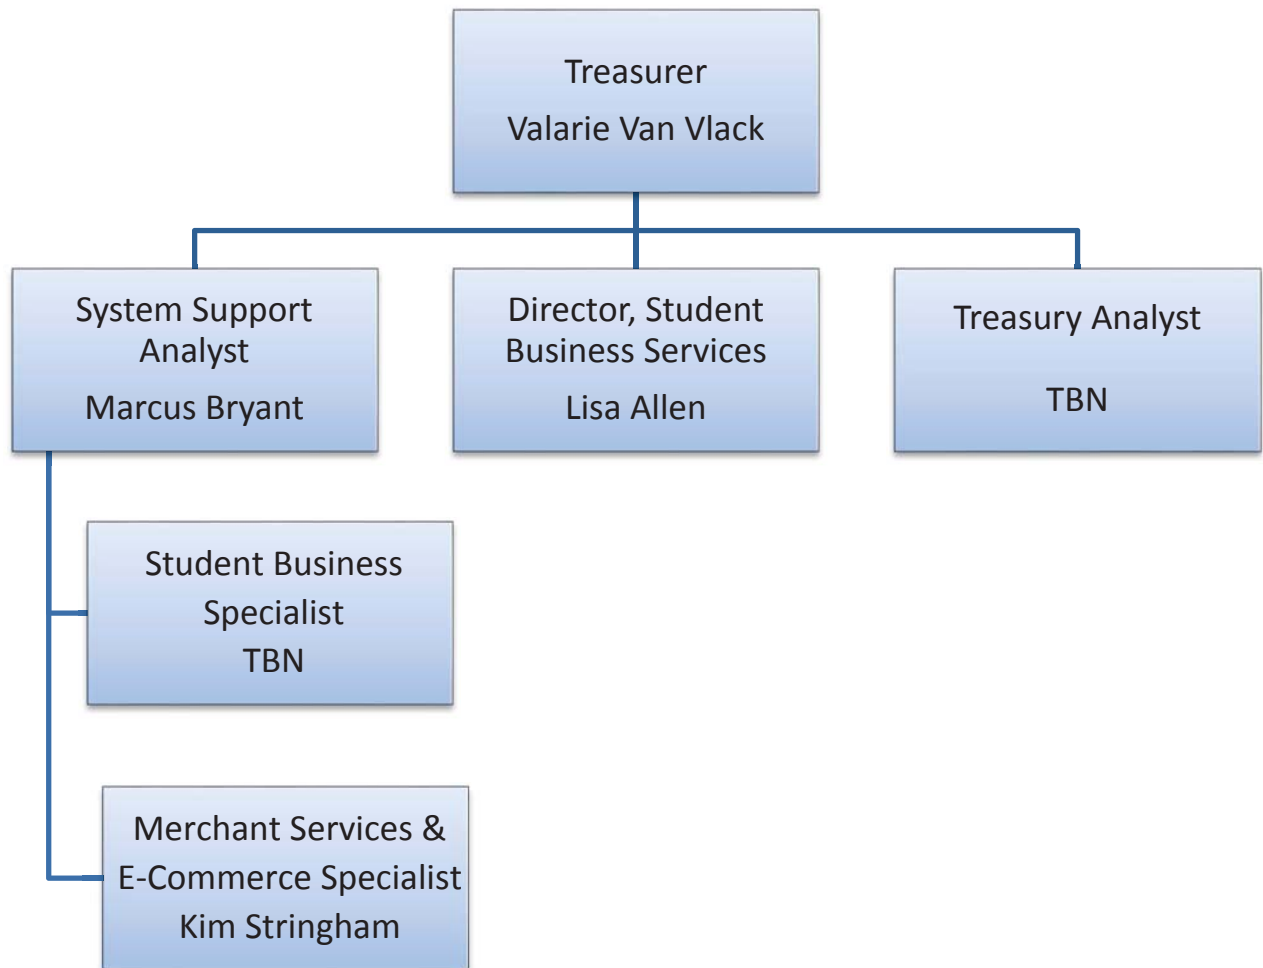 Treasurer
Valarie Van Vlack
System Support
Analyst
Marcus Bryant
Director, Student
Business Services
Lisa Allen
Treasury Analyst
TBN
Student Business
Specialist
TBN
Merchant Services &
E-Commerce Specialist
Kim Stringham